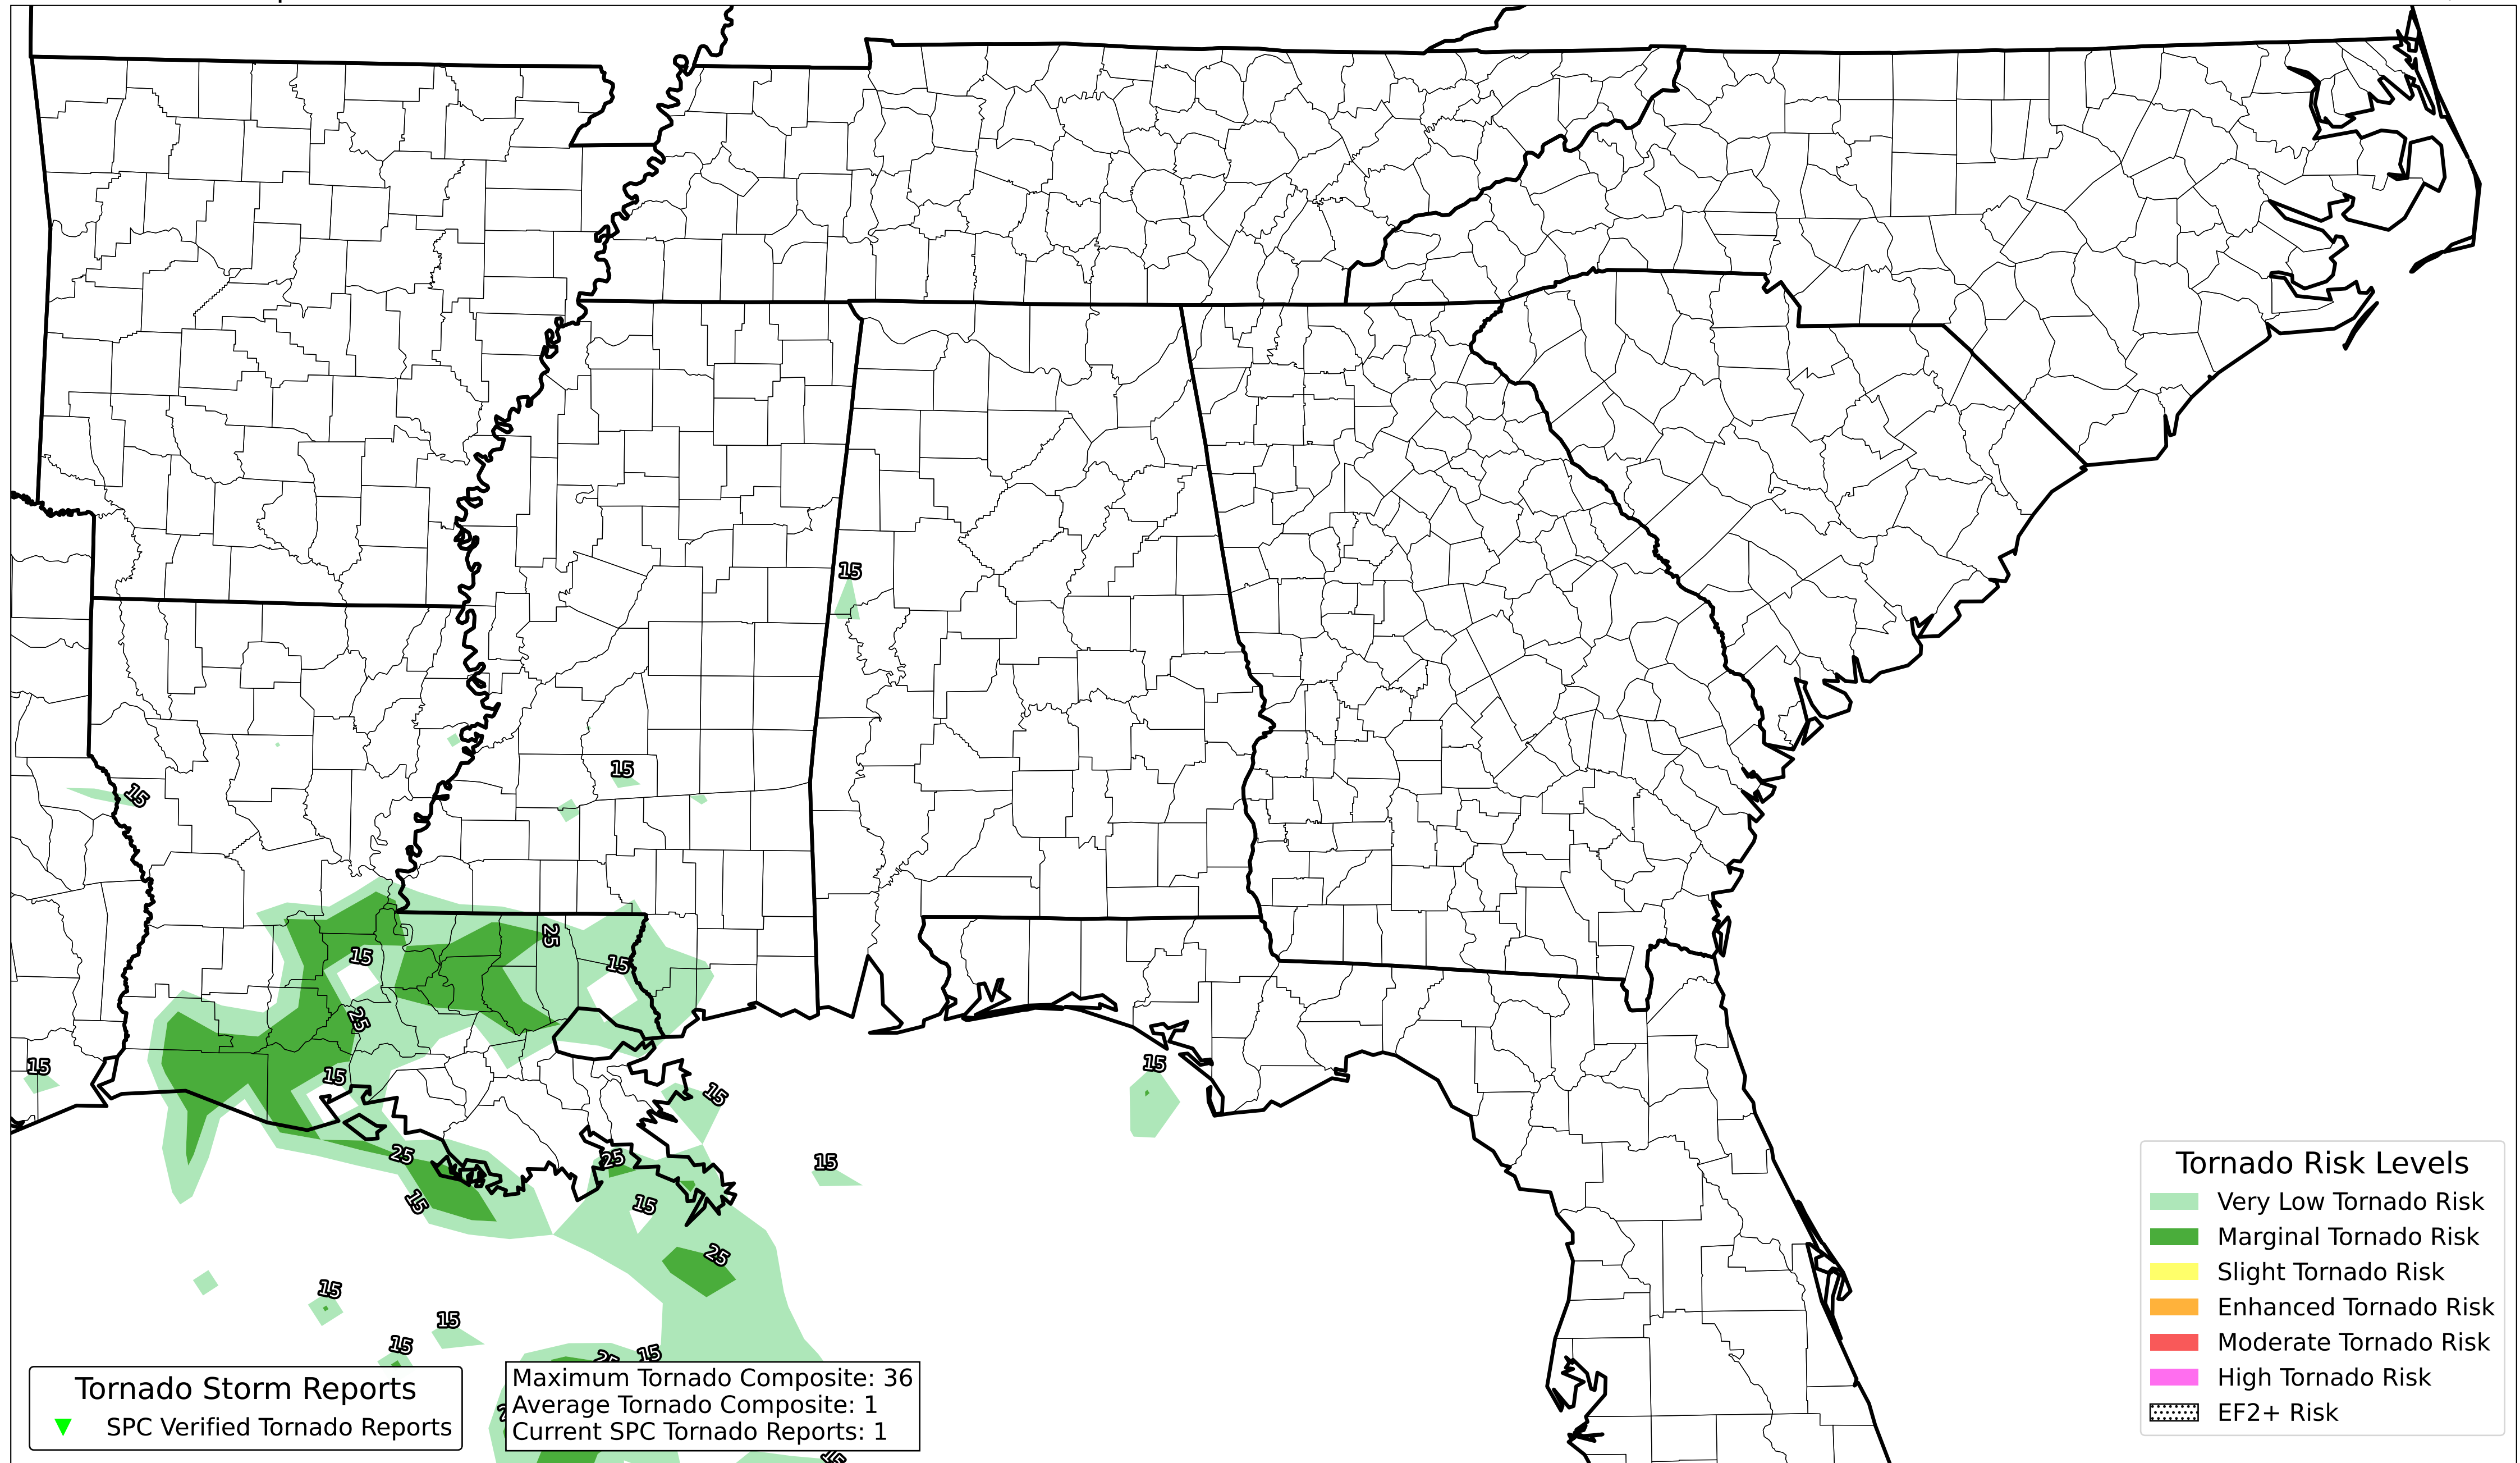 15
15
15
25
15
15
25
15
15
15
15
25
25
15
15
15
25
15
15
15
15
Tornado Storm Reports
SPC Verified Tornado Reports
Maximum Tornado Composite: 36
Average Tornado Composite: 1
Current SPC Tornado Reports: 1
Tornado Risk Levels
Very Low Tornado Risk
Marginal Tornado Risk
Slight Tornado Risk
Enhanced Tornado Risk
Moderate Tornado Risk
High Tornado Risk
EF2+ Risk